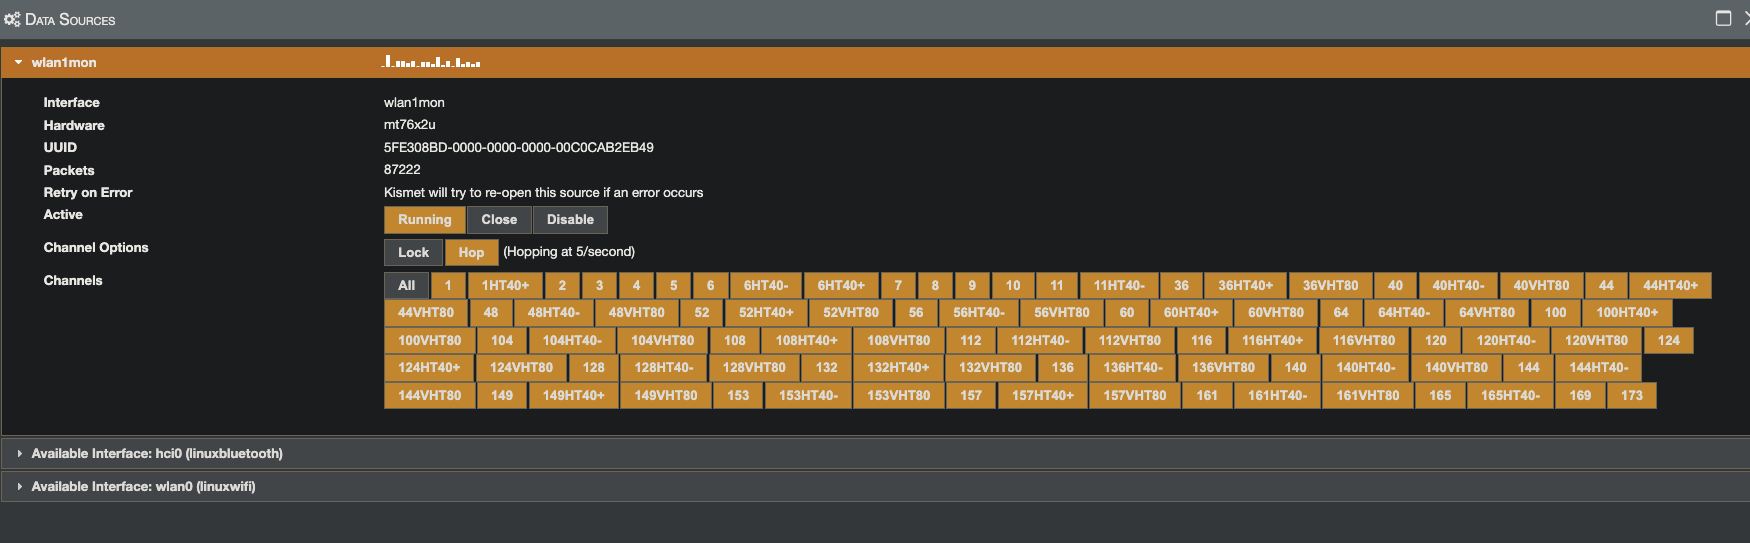 Data Sources
wlan1mon
Interface wlan1mon
Hardware mt76x2u
UUID 5FE308BD-0000-0000-0000-00C0CAB2EB49
Packets 87222
Retry on Error Kismet will try to re-open this source if an error occurs
Active Running Close Disable
Channel Options Lock Hop (Hopping at 5/second)
Channels All 1 1HT40+ 2 3 4 5 6 6HT40- 6HT40+ 7 8 9 10 11 11HT40- 36 36HT40+ 36VHT80 40 40HT40- 40VHT80 44 44HT40+
44VHT80 48 48HT40- 48VHT80 52 52HT40+ 52VHT80 56 56HT40- 56VHT80 60 60HT40+ 60VHT80 64 64HT40- 64VHT80 100 100HT40+
100VHT80 104 104HT40- 104VHT80 108 108HT40+ 108VHT80 112 112HT40- 112VHT80 116 116HT40+ 116VHT80 120 120HT40- 120VHT80 124
124HT40+ 124VHT80 128 128HT40- 128VHT80 132 132HT40+ 132VHT80 136 136HT40- 136VHT80 140 140HT40- 140VHT80 144 144HT40-
144VHT80 149 149HT40+ 149VHT80 153 153HT40- 153VHT80 157 157HT40+ 157VHT80 161 161HT40- 161VHT80 165 165HT40- 169 173
Available Interface: hci0 (linuxbluetooth)
Available Interface: wlan0 (linuxwifi)